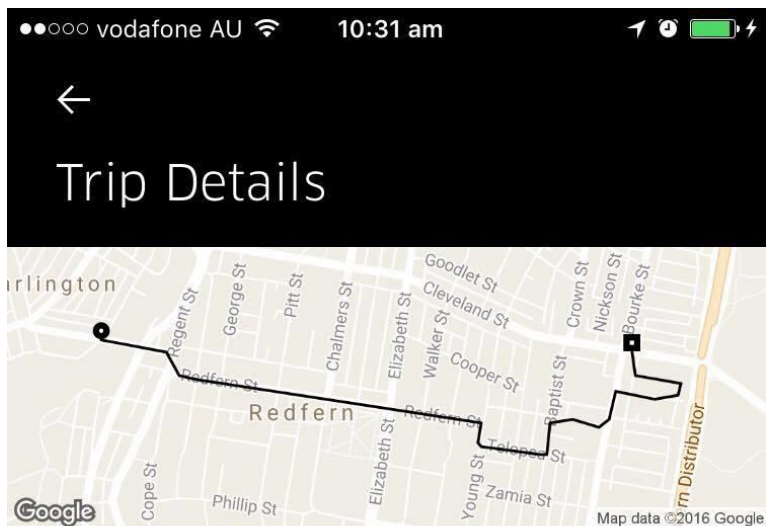 vodafone AU 10:31 am
Trip Details
arlington
Regent St
George St
Pitt St
Chalmers St
Elizabeth St
Walker St
Goodlet St
Cleveland St
Cooper St
Crown St
Nickson St
Bourke St
Baptist St
Redfern St
Redfern
Redfern St
Telopea St
Elizabeth St
Young St
Zamia St
Cope St
Phillip St
rn Distributor
Google
Map data ©2016 Google